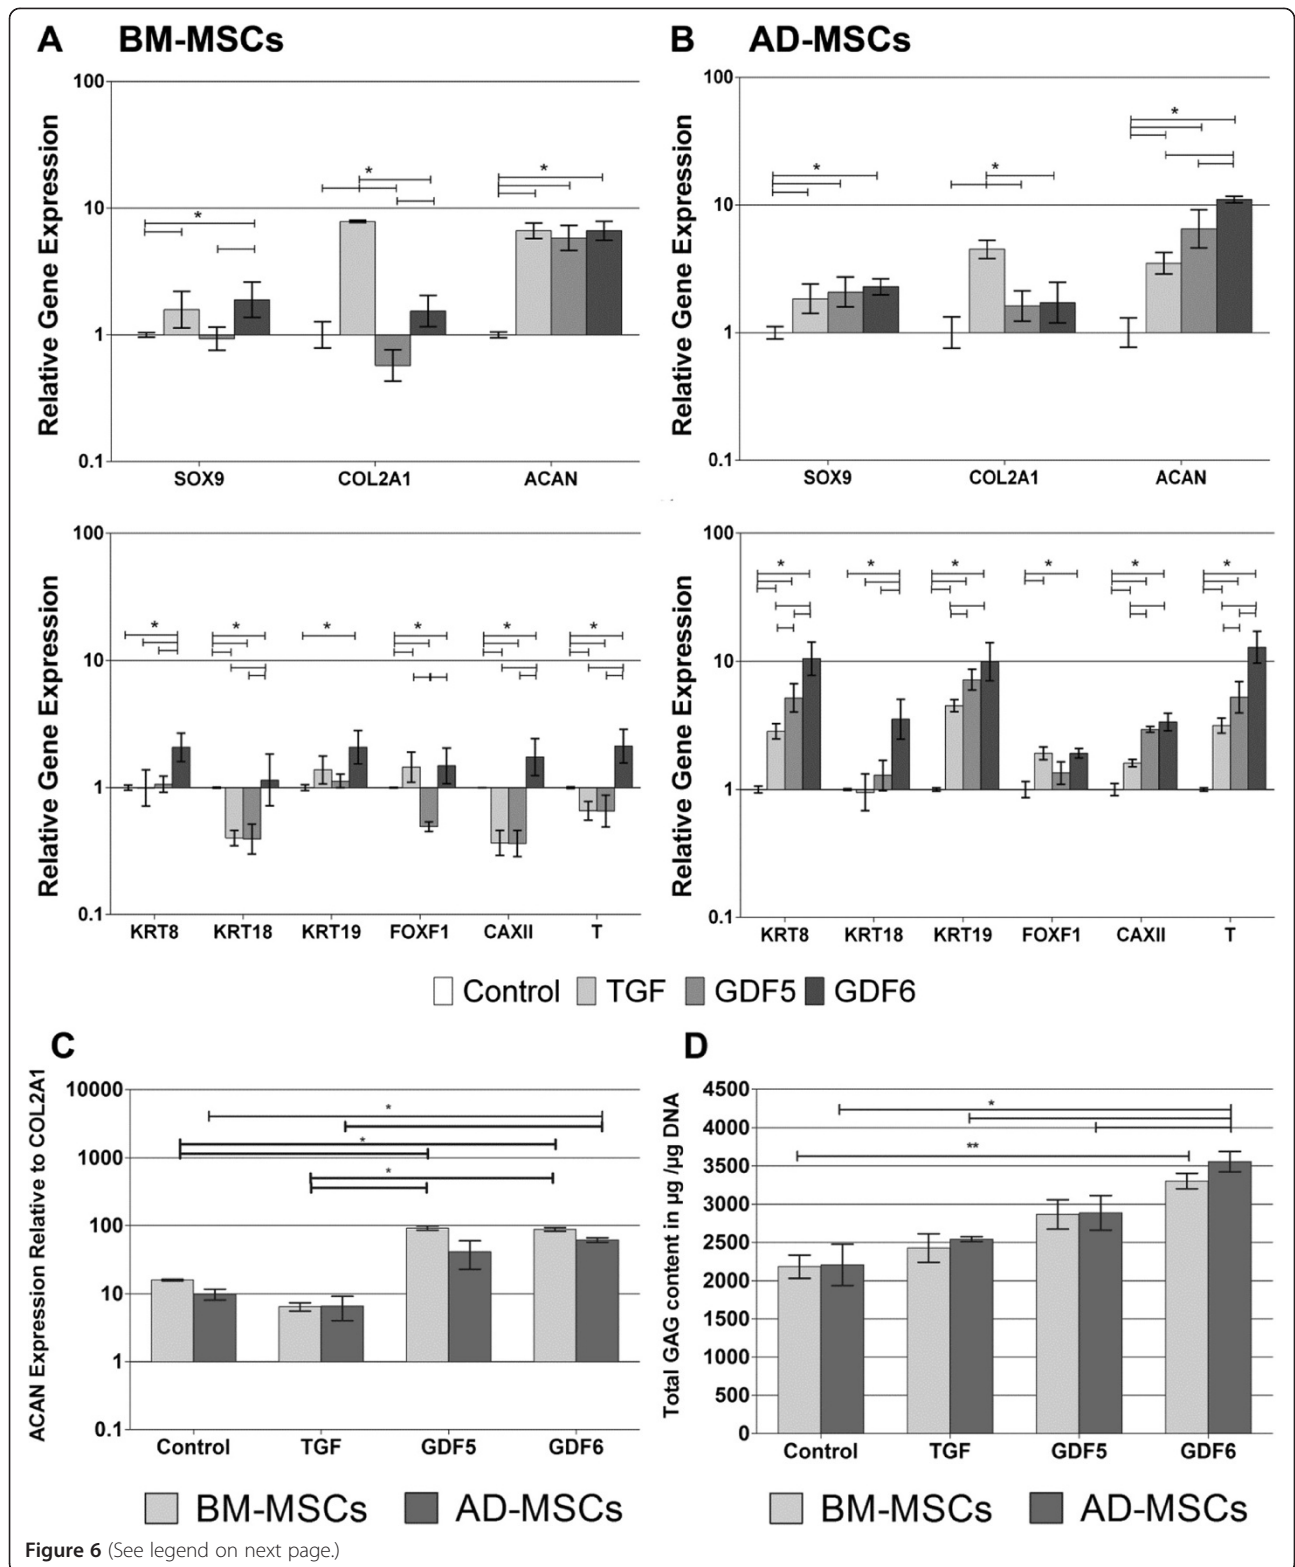 A BM-MSCs
B AD-MSCs
Relative Gene Expression
100
10
1
0.1
* * *
SOX9 COL2A1 ACAN
Relative Gene Expression
100
10
1
0.1
* * *
SOX9 COL2A1 ACAN
Relative Gene Expression
100
10
1
0.1
* * * * * *
KRT8 KRT18 KRT19 FOXF1 CAXII T
Relative Gene Expression
100
10
1
0.1
* * * * * *
KRT8 KRT18 KRT19 FOXF1 CAXII T
Control TGF GDF5 GDF6
C
ACAN Expression Relative to COL2A1
10000
1000
100
10
1
0.1
*
*
*
Control TGF GDF5 GDF6
BM-MSCs AD-MSCs
D
Total GAG content in µg /µg DNA
4500
4000
3500
3000
2500
2000
1500
1000
500
0
*
**
Control TGF GDF5 GDF6
BM-MSCs AD-MSCs
Figure 6 (See legend on next page.)